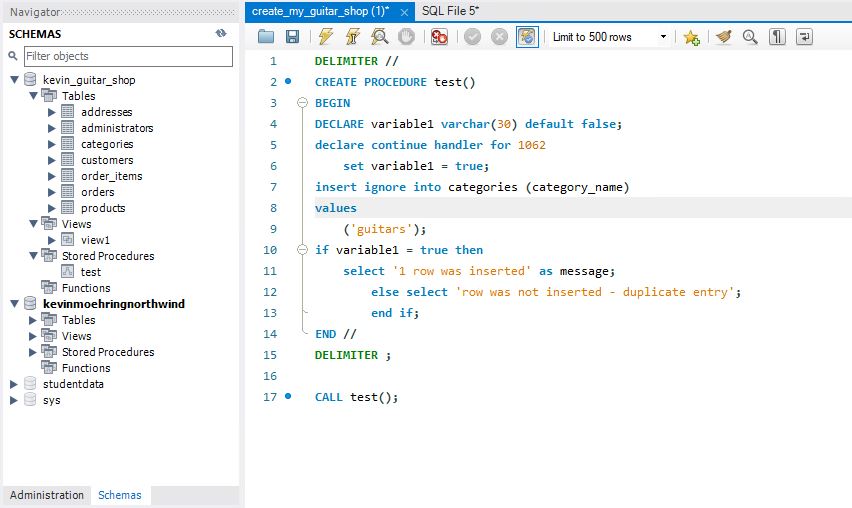 Navigator
SCHEMAS
Filter objects
kevin_guitar_shop
Tables
addresses
administrators
categories
customers
order_items
orders
products
Views
view1
Stored Procedures
test
Functions
kevinmoehringnorthwind
Tables
Views
Stored Procedures
Functions
studentdata
sys
Administration Schemas
create_my_guitar_shop (1)* × SQL File 5*
Limit to 500 rows
1 DELIMITER //
2 CREATE PROCEDURE test()
3 BEGIN
4 DECLARE variable1 varchar(30) default false;
5 declare continue handler for 1062
6 set variable1 = true;
7 insert ignore into categories (category_name)
8 values
9 ('guitars');
10 if variable1 = true then
11 select '1 row was inserted' as message;
12 else select 'row was not inserted - duplicate entry';
13 end if;
14 END //
15 DELIMITER ;
16
17 CALL test();